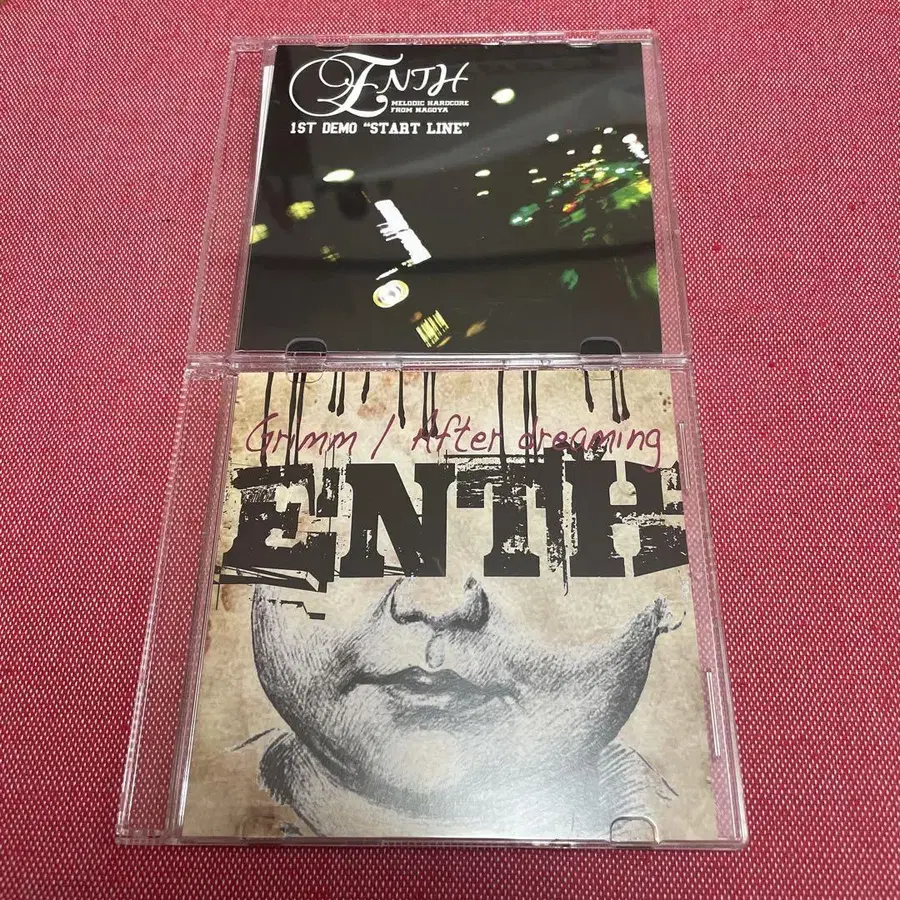 ENTH
MELODIC HARDCORE
FROM NAGOYA
1ST DEMO "START LINE"
Grimm / After dreaming
ENTH